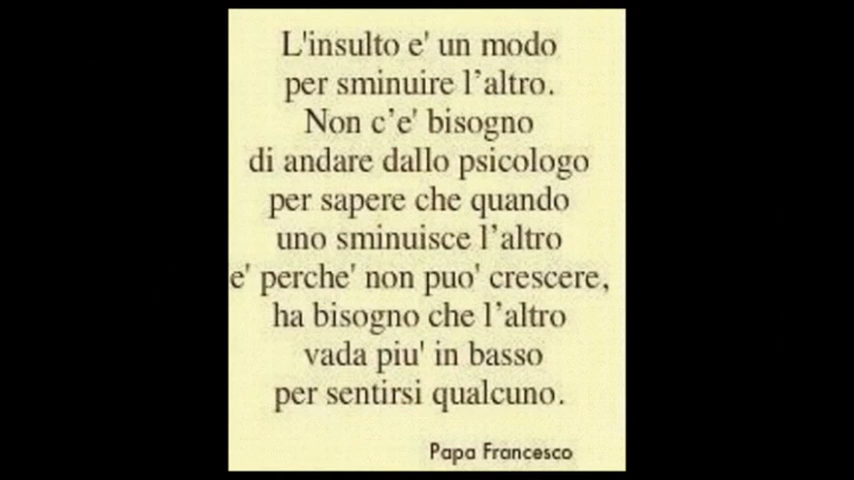 L'insulto e' un modo
per sminuire l’altro.
Non c’e' bisogno
di andare dallo psicologo
per sapere che quando
uno sminuisce l’altro
e' perche' non puo' crescere,
ha bisogno che l’altro
vada piu' in basso
per sentirsi qualcuno.
Papa Francesco